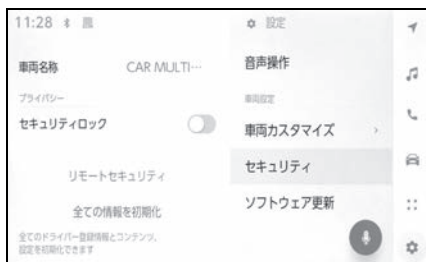 11:28
車両名称 CAR MULTI…
プライバシー
セキュリティロック
リモートセキュリティ
全ての情報を初期化
全てのドライバー登録情報とコンテンツ、
設定を初期化できます
設定
音声操作
車両設定
車両カスタマイズ
セキュリティ
ソフトウェア更新